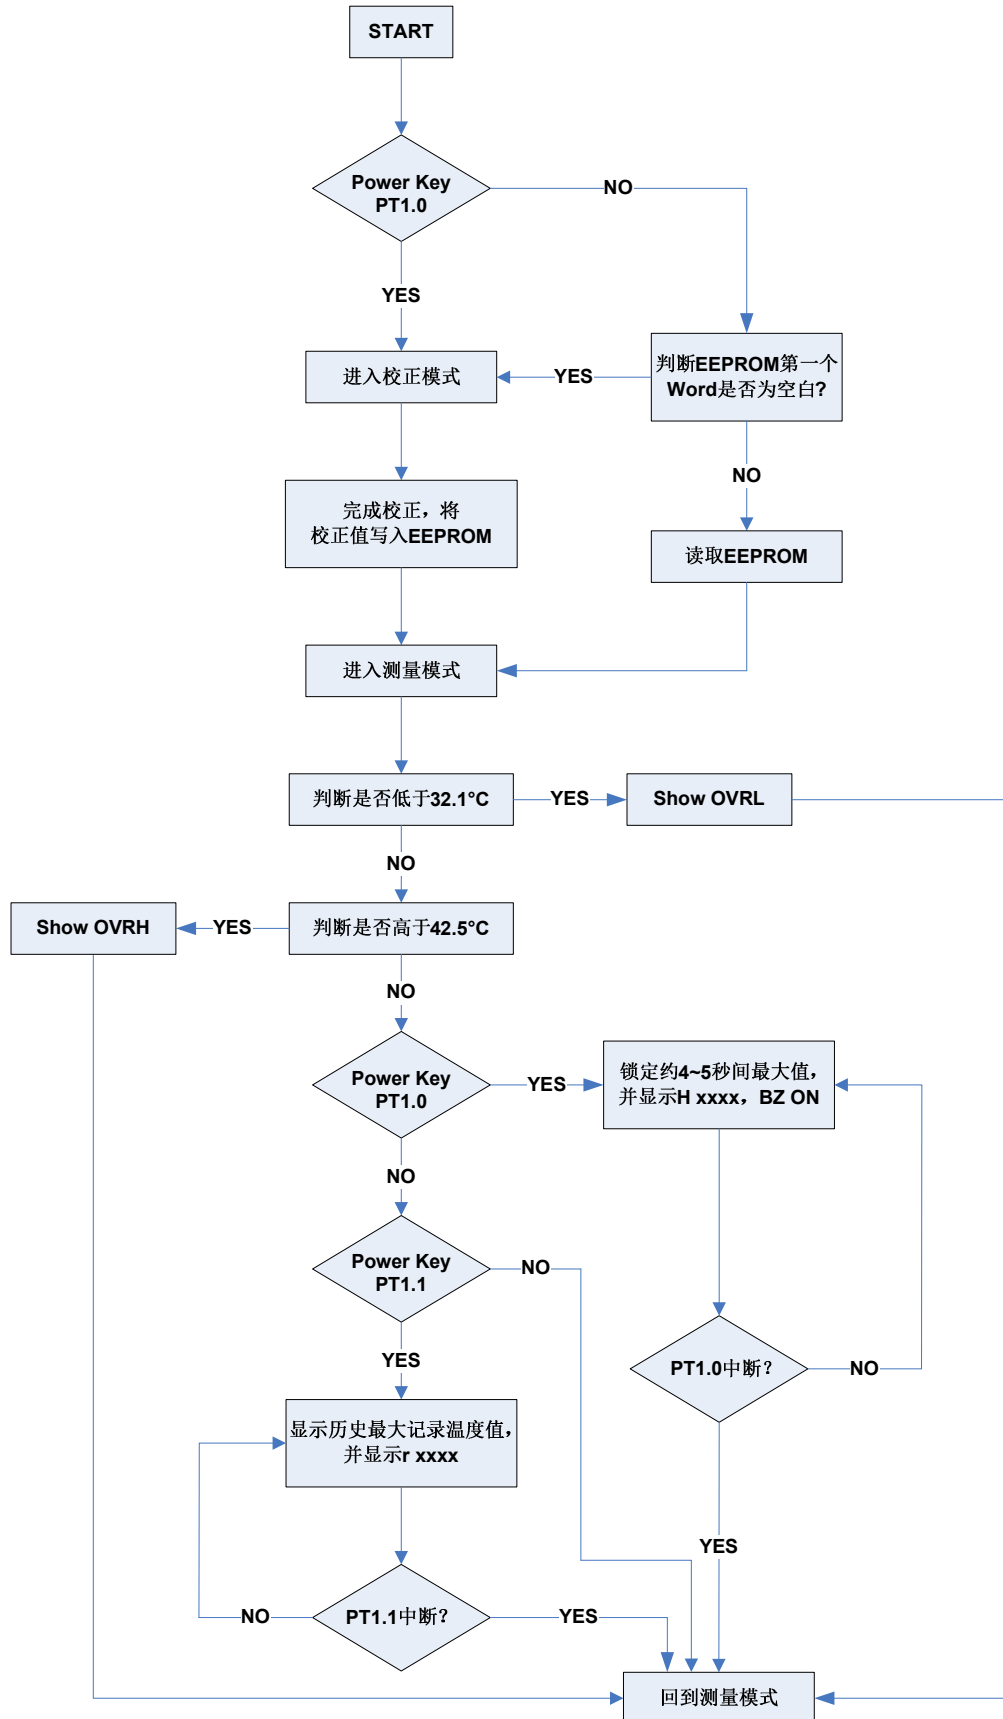 START
Power Key
PT1.0
NO
YES
进入校正模式
YES
判断EEPROM第一个
Word是否为空白?
NO
完成校正，将
校正值写入EEPROM
读取EEPROM
进入测量模式
判断是否低于32.1°C
YES
Show OVRL
NO
Show OVRH
YES
判断是否高于42.5°C
NO
Power Key
PT1.0
YES
锁定约4~5秒间最大值，
并显示H xxxx，BZ ON
NO
Power Key
PT1.1
NO
YES
PT1.0中断?
NO
显示历史最大记录温度值，
并显示r xxxx
YES
NO
PT1.1中断?
YES
回到测量模式